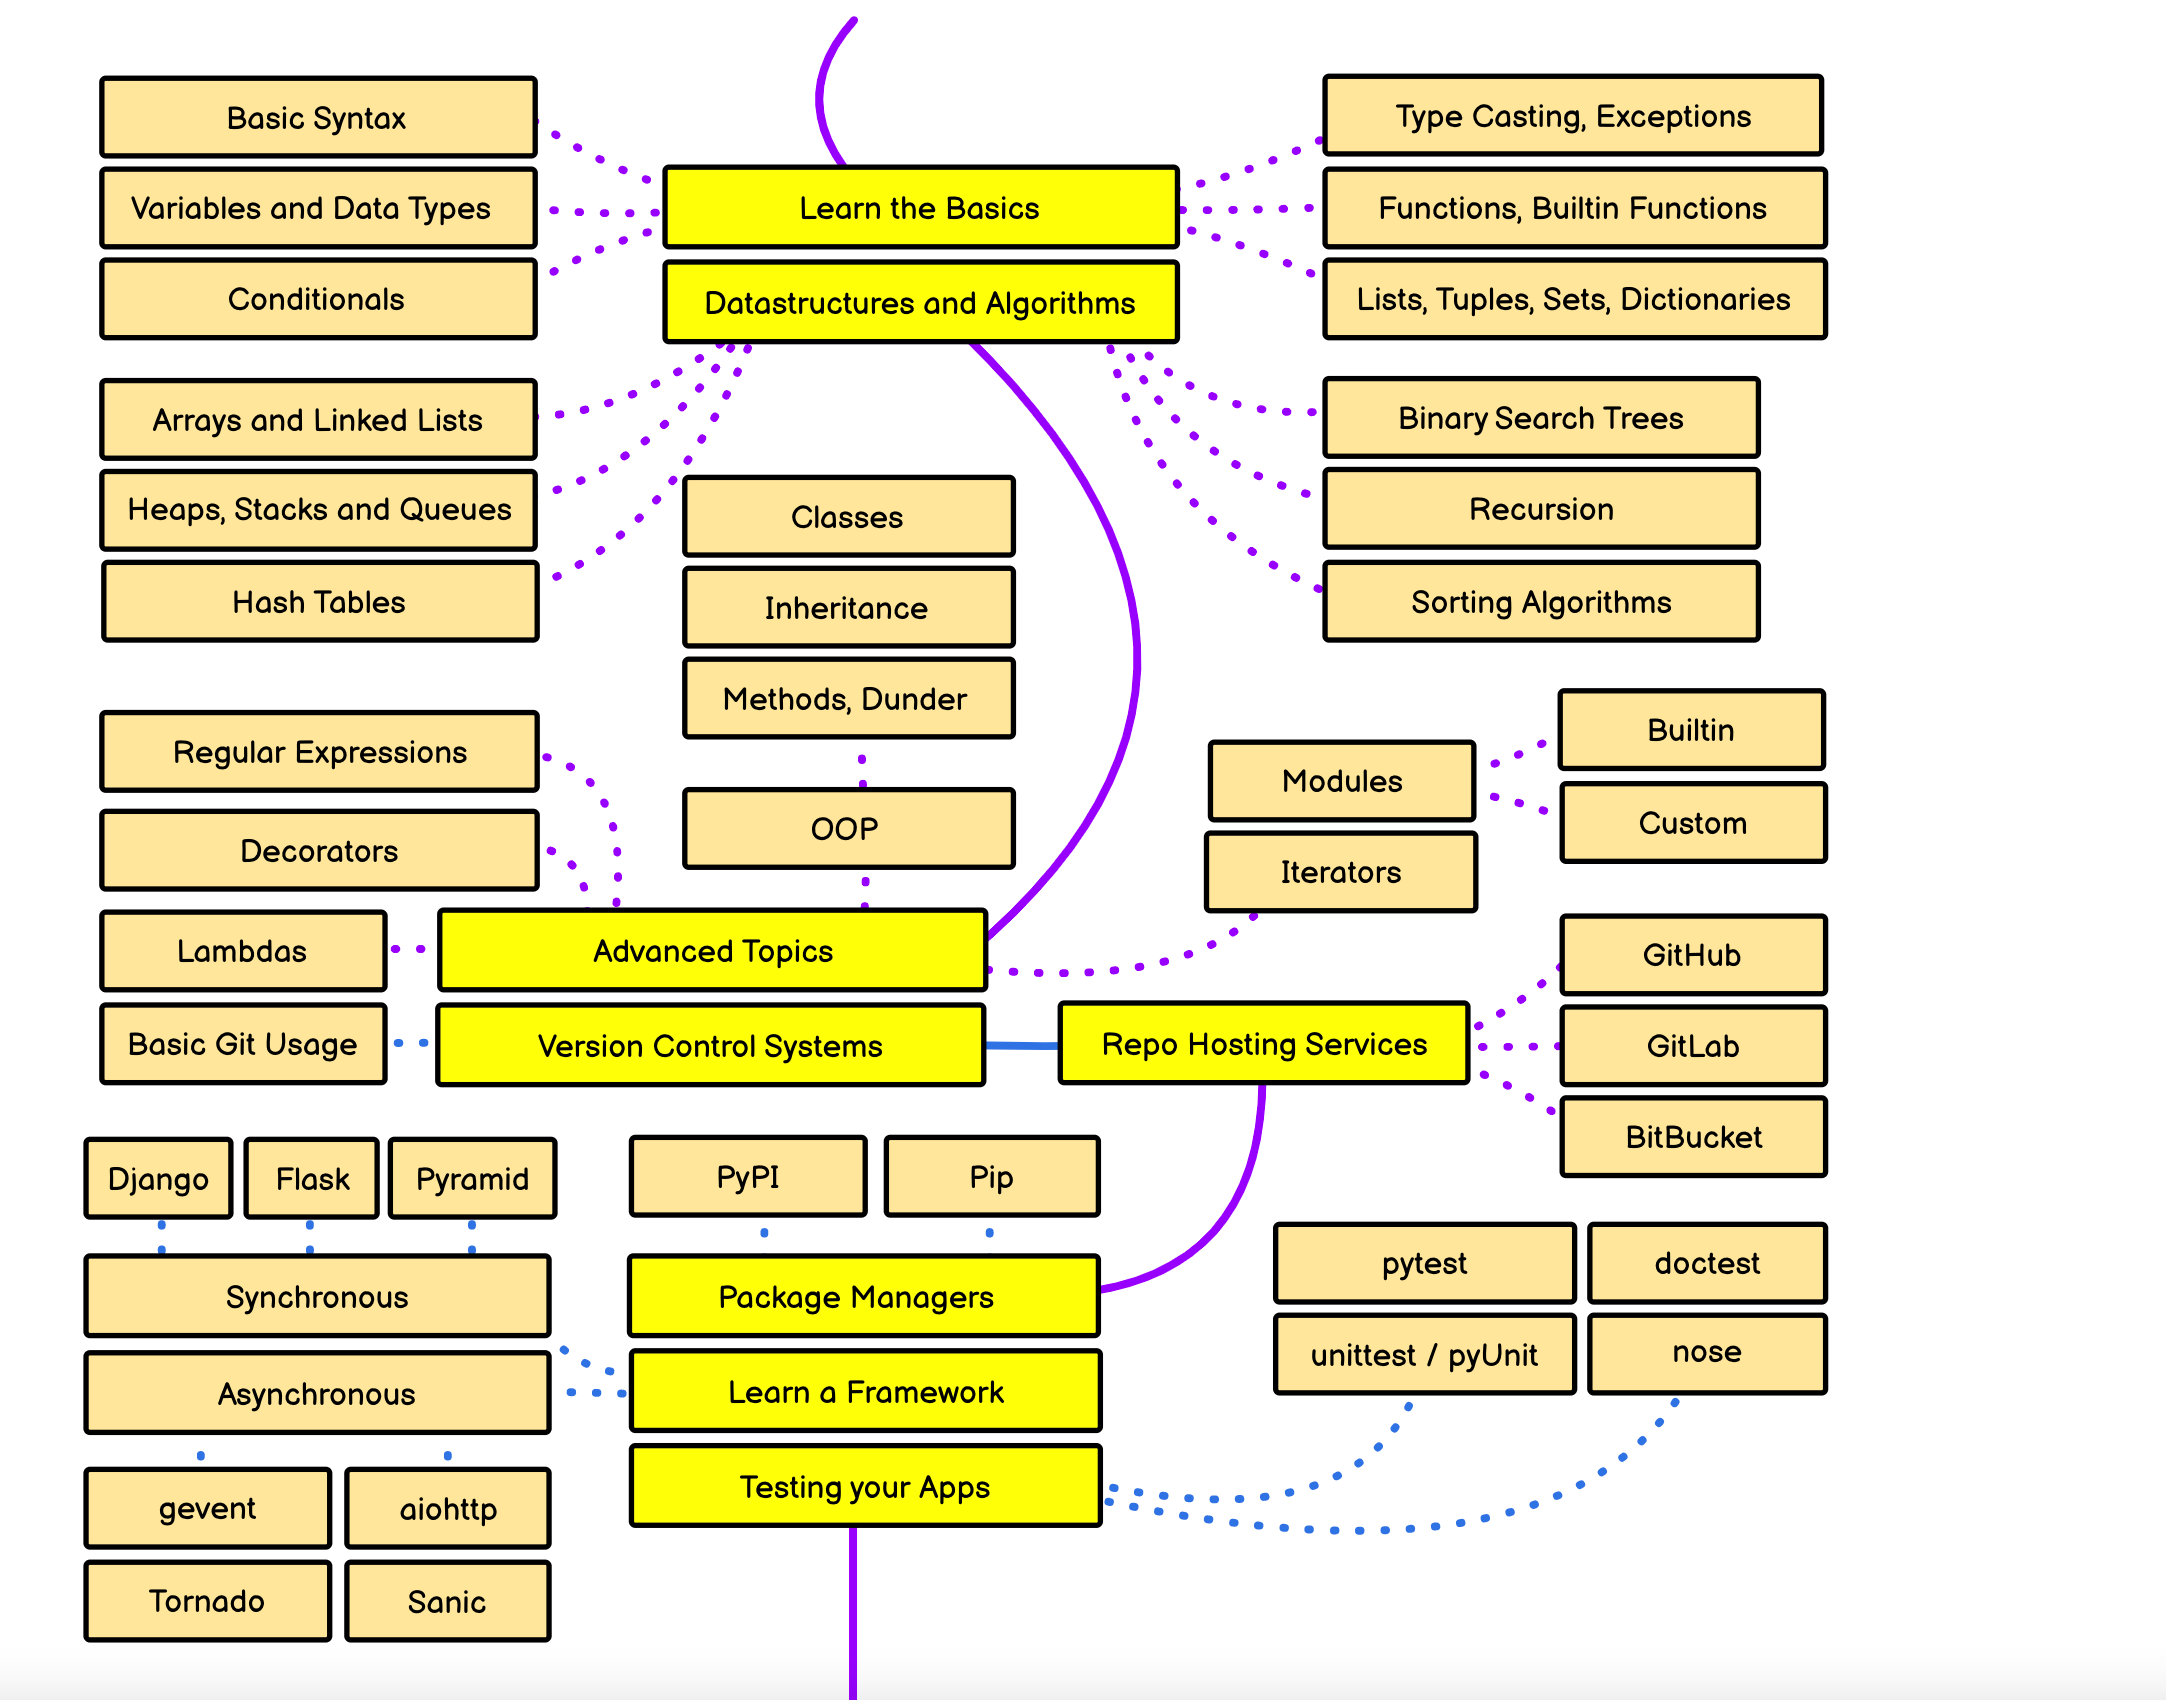 Basic Syntax
Variables and Data Types
Conditionals
Learn the Basics
Datastructures and Algorithms
Type Casting, Exceptions
Functions, Builtin Functions
Lists, Tuples, Sets, Dictionaries
Arrays and Linked Lists
Heaps, Stacks and Queues
Hash Tables
Binary Search Trees
Recursion
Sorting Algorithms
Classes
Inheritance
Methods, Dunder
OOP
Regular Expressions
Decorators
Lambdas
Advanced Topics
Modules
Iterators
Builtin
Custom
Basic Git Usage
Version Control Systems
Repo Hosting Services
GitHub
GitLab
BitBucket
Django
Flask
Pyramid
Synchronous
Asynchronous
gevent
aiohttp
Tornado
Sanic
PyPI
Pip
Package Managers
Learn a Framework
Testing your Apps
pytest
doctest
unittest / pyUnit
nose